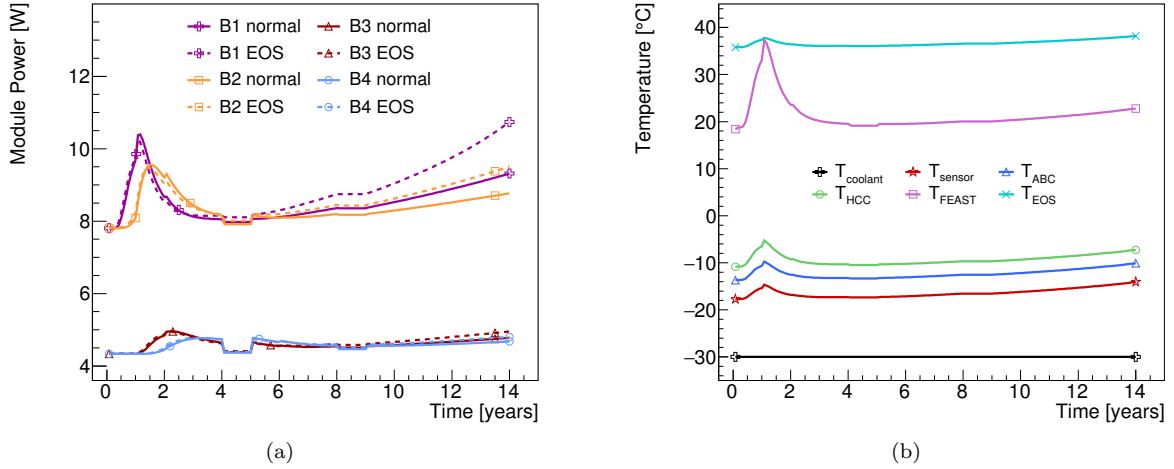 Module Power [W]
12
10
8
6
4
B1 normal
B1 EOS
B2 normal
B2 EOS
B3 normal
B3 EOS
B4 normal
B4 EOS
0 2 4 6 8 10 12 14
Time [years]
(a)
Temperature [°C]
40
30
20
10
0
−10
−20
−30
T_coolant
T_HCC
T_sensor
T_FEAST
T_ABC
T_EOS
0 2 4 6 8 10 12 14
Time [years]
(b)